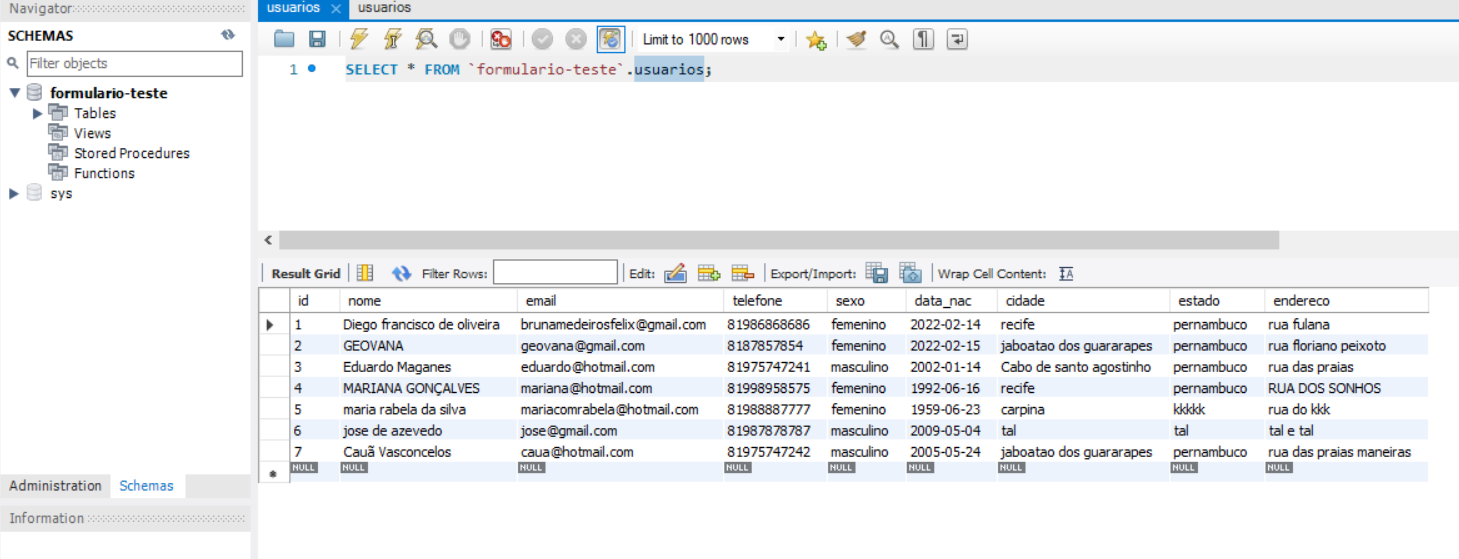 Navigator
SCHEMAS
Filter objects
formulario-teste
Tables
Views
Stored Procedures
Functions
sys
Administration Schemas
Information
usuarios × usuarios
Limit to 1000 rows
1 SELECT * FROM `formulario-teste`.usuarios;
Result Grid Filter Rows: Edit: Export/Import: Wrap Cell Content:
id nome email telefone sexo data_nac cidade estado endereco
1 Diego francisco de oliveira brunamedeirosfelix@gmail.com 81986868686 femenino 2022-02-14 recife pernambuco rua fulana
2 GEOVANA geovana@gmail.com 8187857854 femenino 2022-02-15 jaboatao dos guararapes pernambuco rua floriano peixoto
3 Eduardo Maganes eduardo@hotmail.com 81975747241 masculino 2002-01-14 Cabo de santo agostinho pernambuco rua das praias
4 MARIANA GONÇALVES mariana@hotmail.com 81998958575 femenino 1992-06-16 recife pernambuco RUA DOS SONHOS
5 maria rabela da silva mariacomrabela@hotmail.com 81988887777 femenino 1959-06-23 carpina kkkkk rua do kkk
6 jose de azevedo jose@gmail.com 81987878787 masculino 2009-05-04 tal tal tal e tal
7 Cauã Vasconcelos caua@hotmail.com 81975747242 masculino 2005-05-24 jaboatao dos guararapes pernambuco rua das praias maneiras
NULL NULL NULL NULL NULL NULL NULL NULL NULL